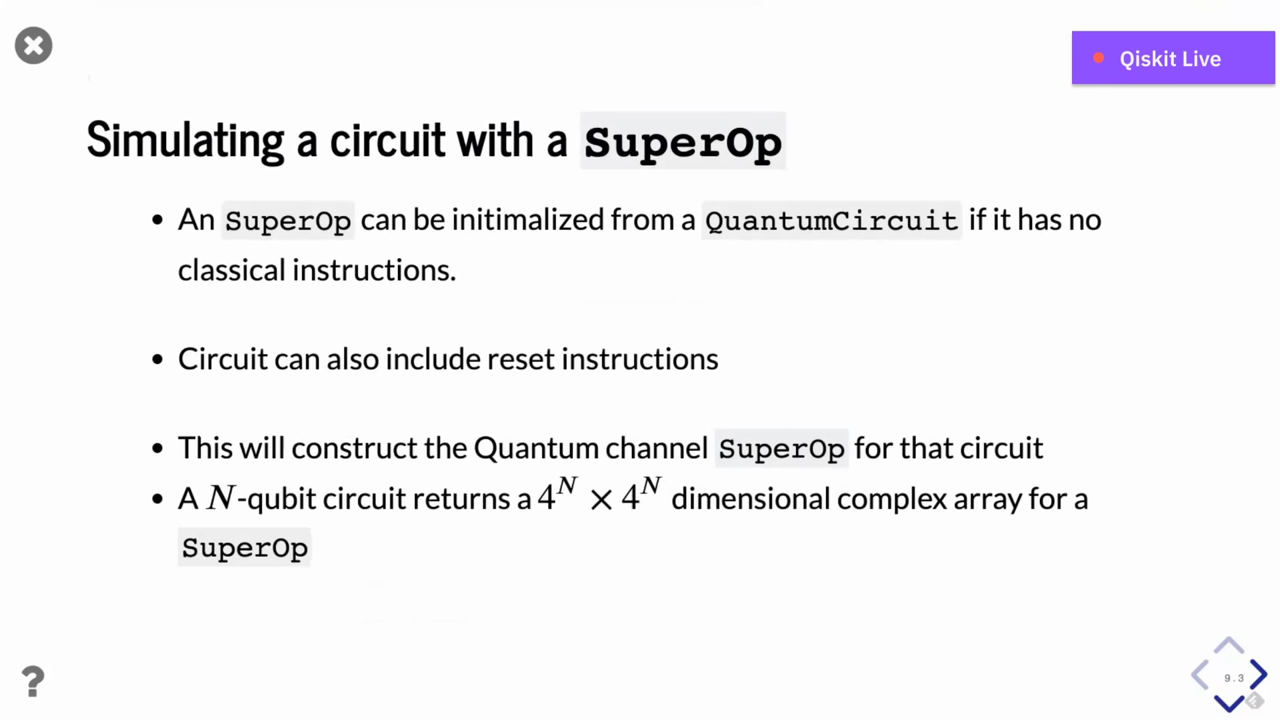 Qiskit Live
Simulating a circuit with a SuperOp
• An SuperOp can be initimalized from a QuantumCircuit if it has no
classical instructions.
• Circuit can also include reset instructions
• This will construct the Quantum channel SuperOp for that circuit
• A N-qubit circuit returns a 4^N × 4^N dimensional complex array for a
SuperOp
?
9.3